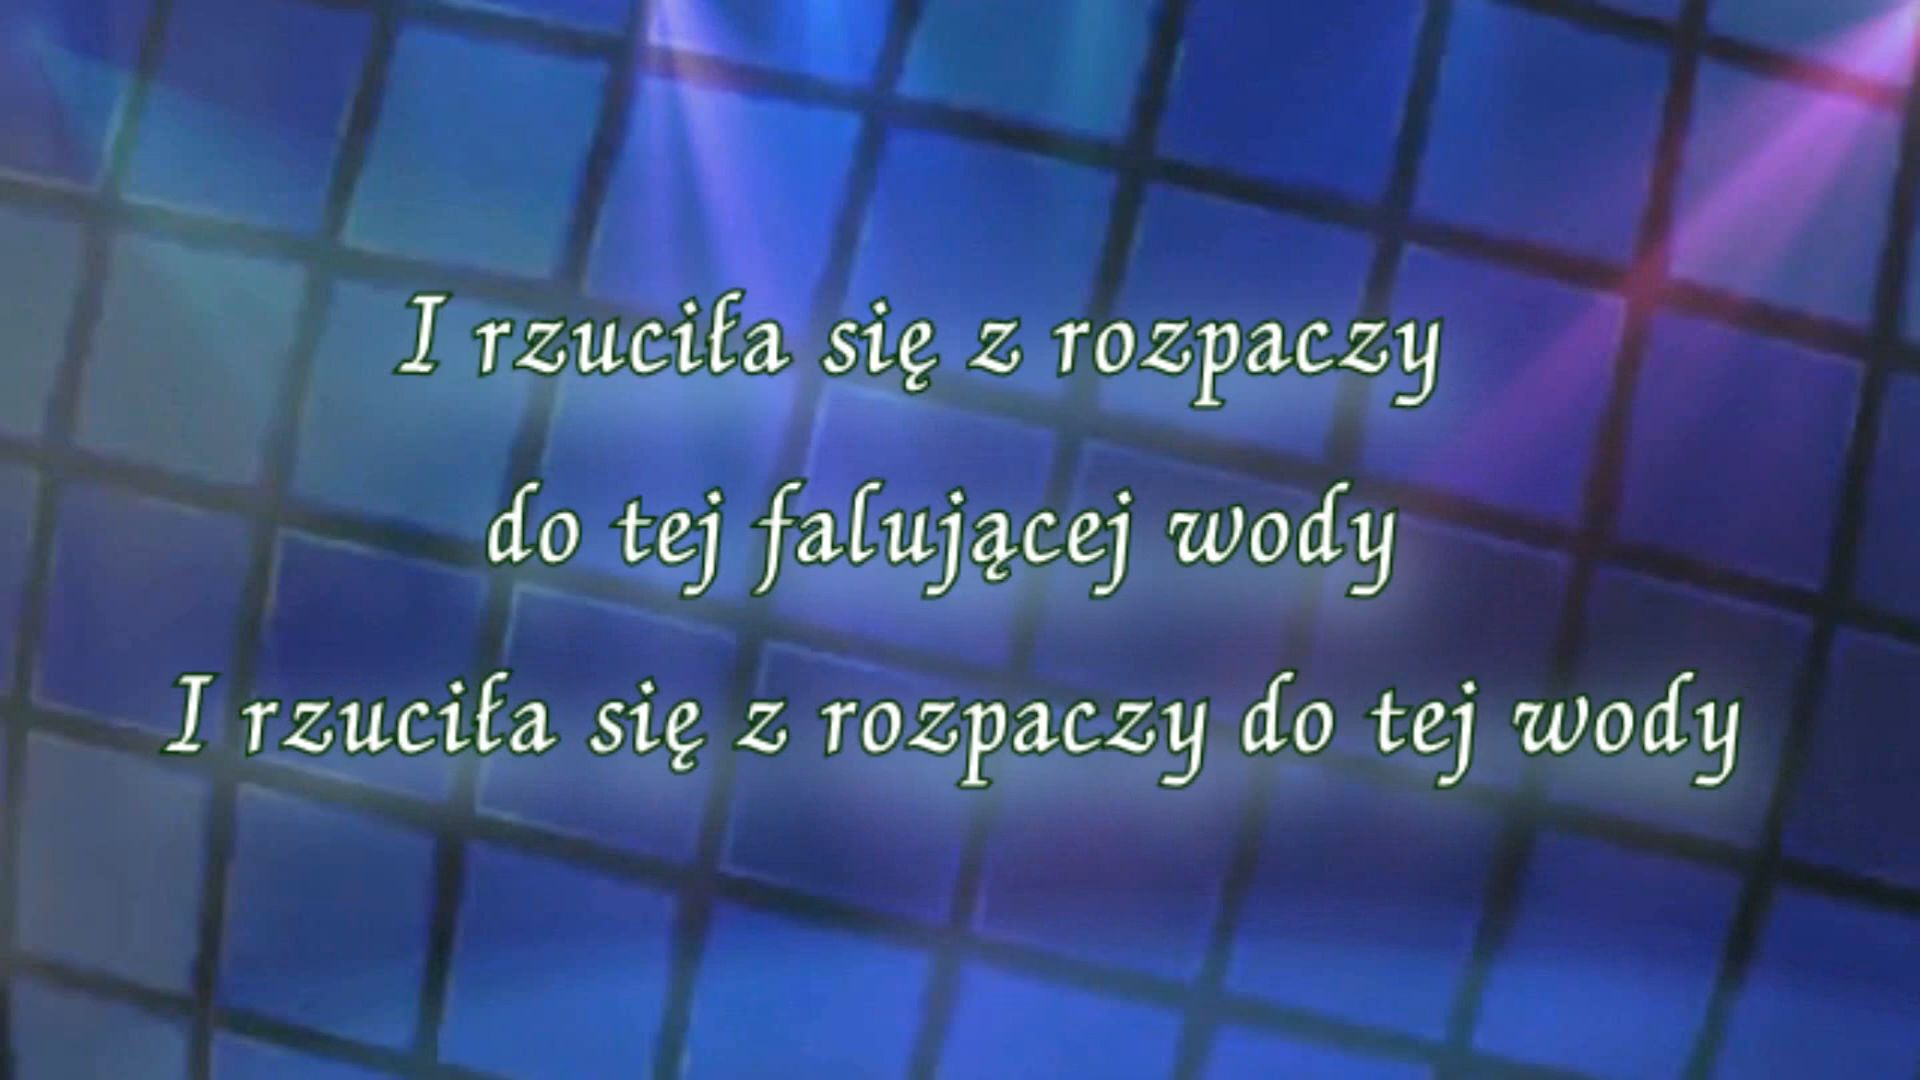 I rzuciła się z rozpaczy
do tej falującej wody
I rzuciła się z rozpaczy do tej wody